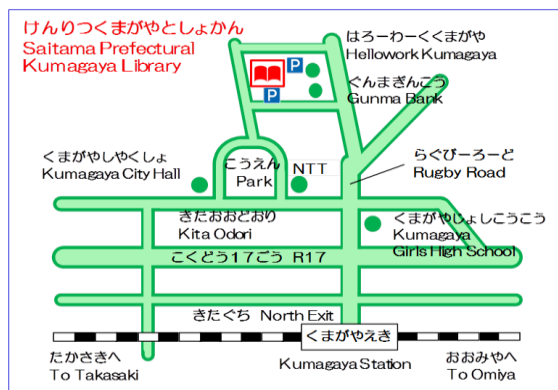 けんりつくまがやとしょかん
Saitama Prefectural
Kumagaya Library
はろーわーくくまがや
Hellowork Kumagaya
P
ぐんまぎんこう
Gunma Bank
P
くまがやしやくしょ
Kumagaya City Hall
こうえん
Park
NTT
らぐびーろーど
Rugby Road
きたおおどおり
Kita Odori
くまがやじょしこうこう
Kumagaya
Girls High School
こくどう17ごう R17
きたぐち North Exit
くまがやえき
Kumagaya Station
たかさきへ
To Takasaki
おおみやへ
To Omiya